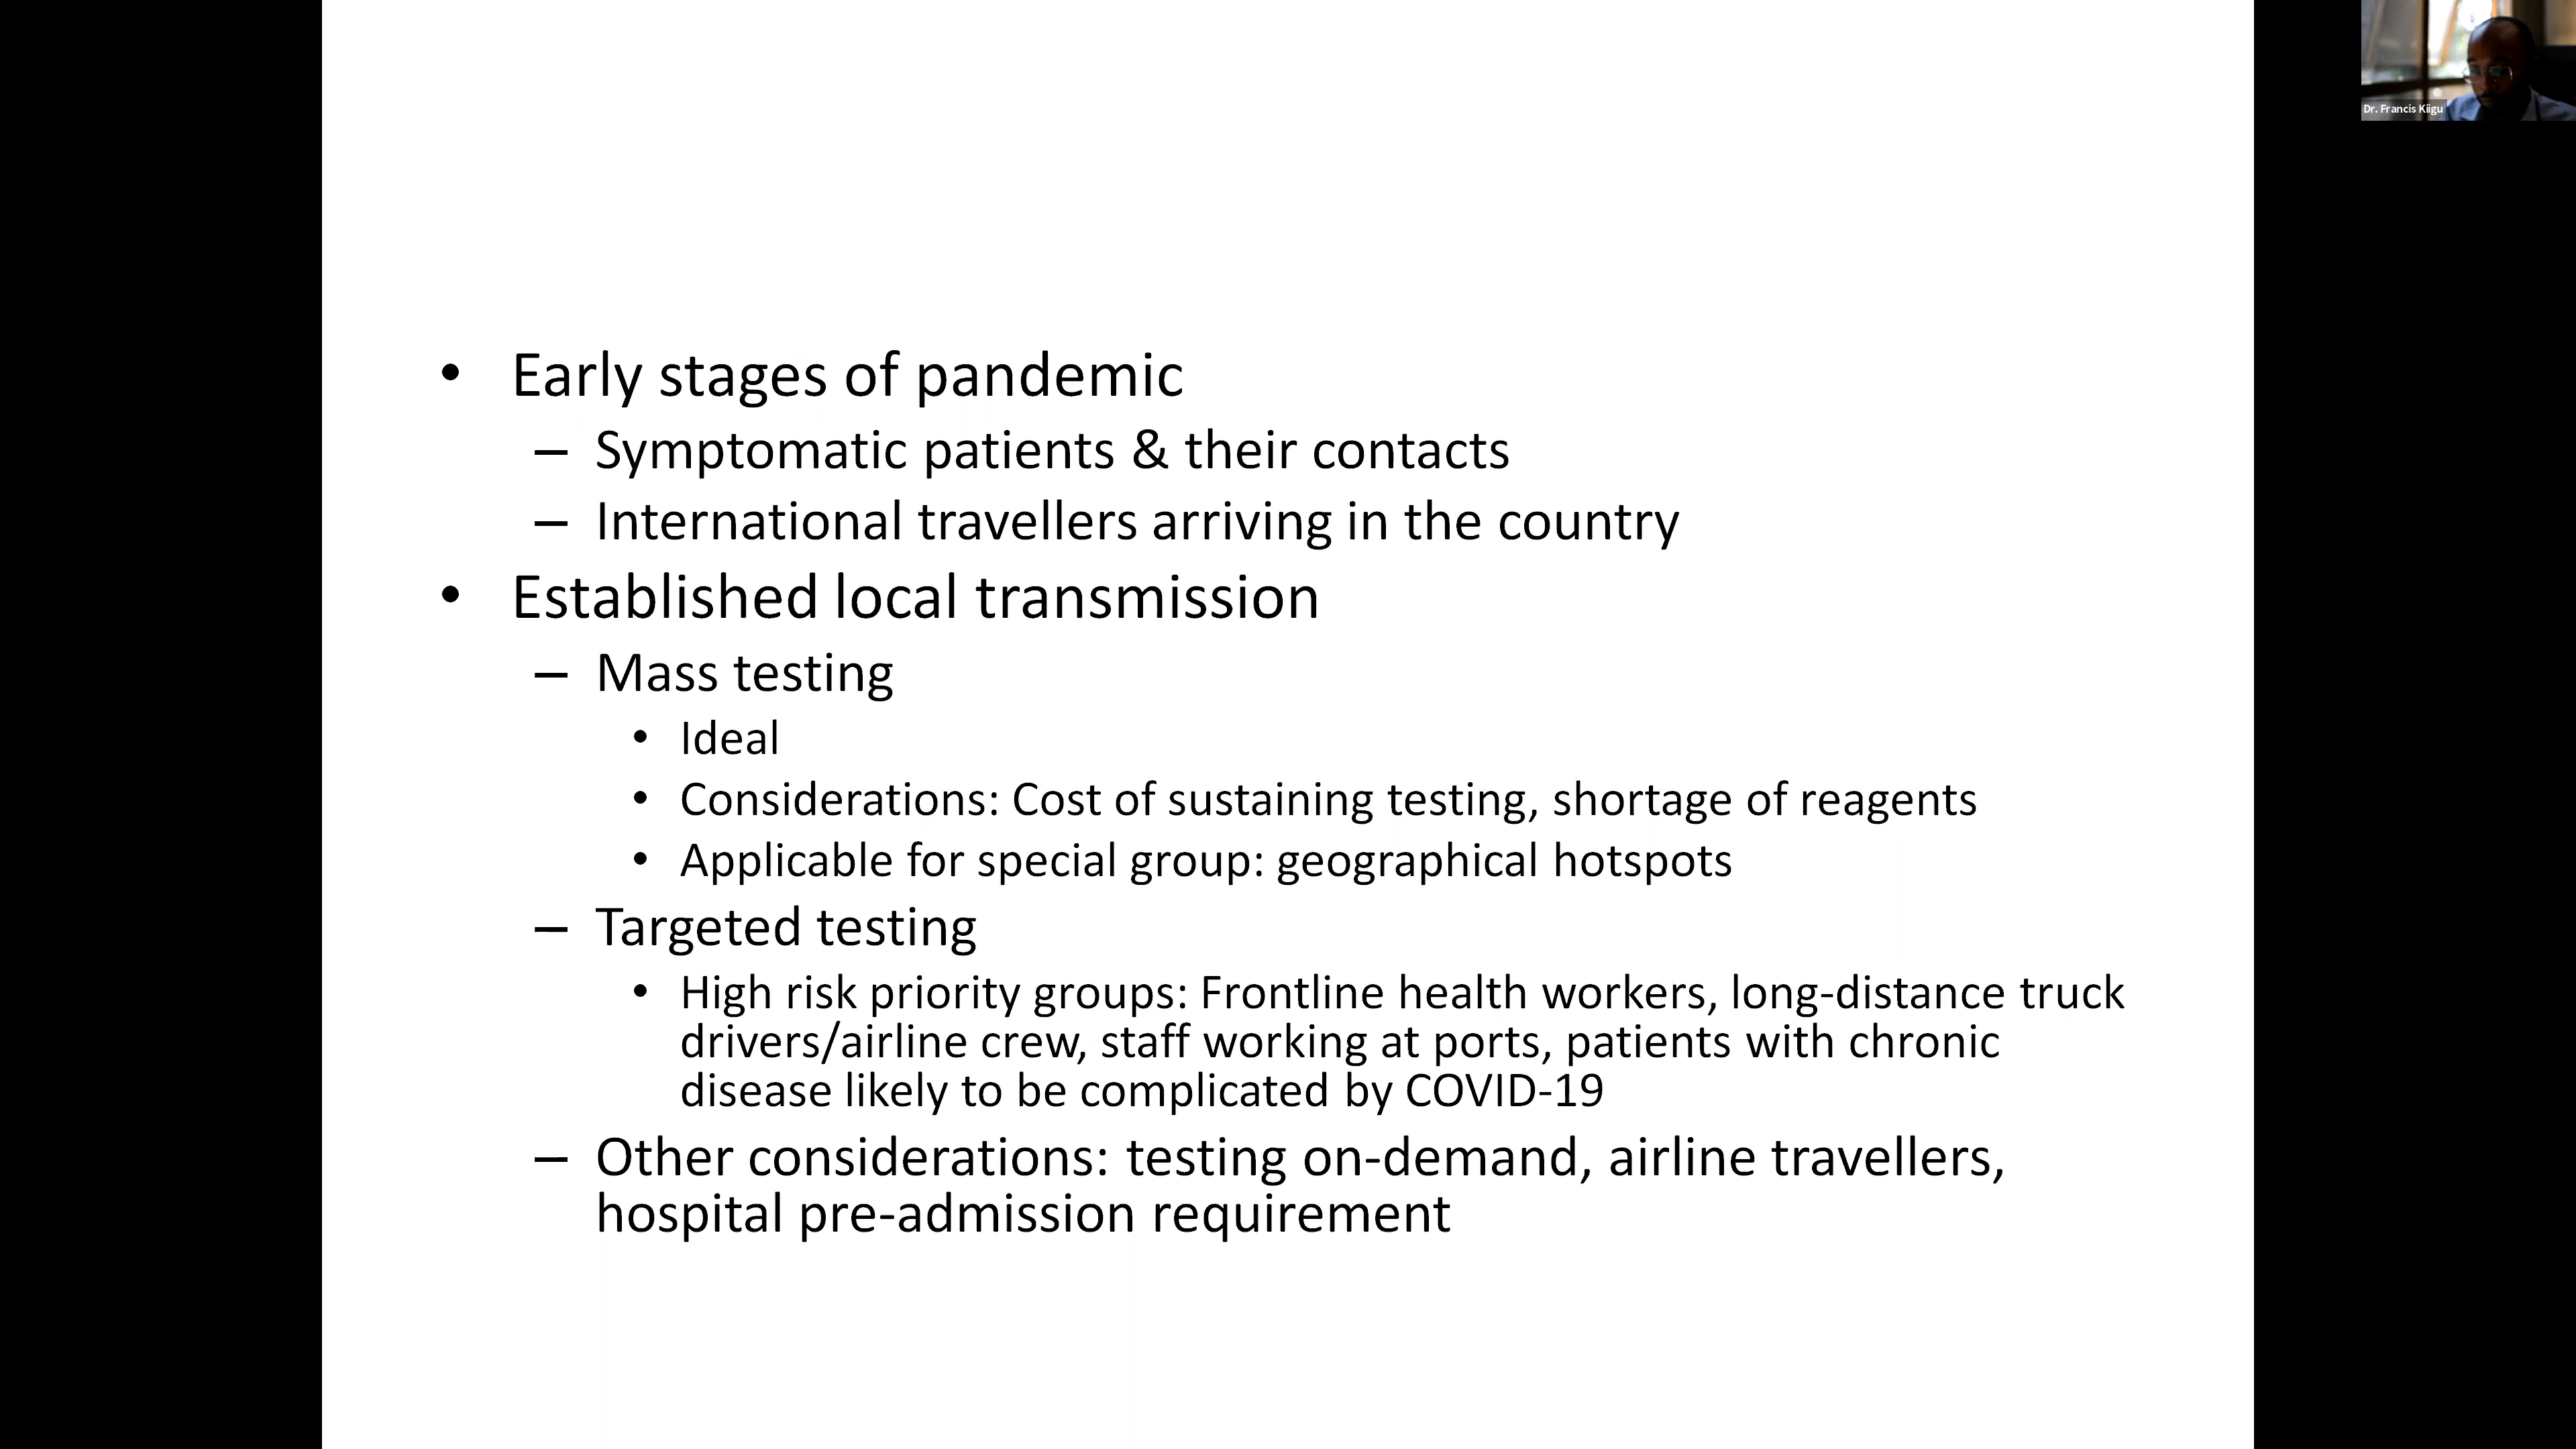 Dr. Francis Kiigu
• Early stages of pandemic
– Symptomatic patients & their contacts
– International travellers arriving in the country
• Established local transmission
– Mass testing
• Ideal
• Considerations: Cost of sustaining testing, shortage of reagents
• Applicable for special group: geographical hotspots
– Targeted testing
• High risk priority groups: Frontline health workers, long-distance truck
drivers/airline crew, staff working at ports, patients with chronic
disease likely to be complicated by COVID-19
– Other considerations: testing on-demand, airline travellers,
hospital pre-admission requirement